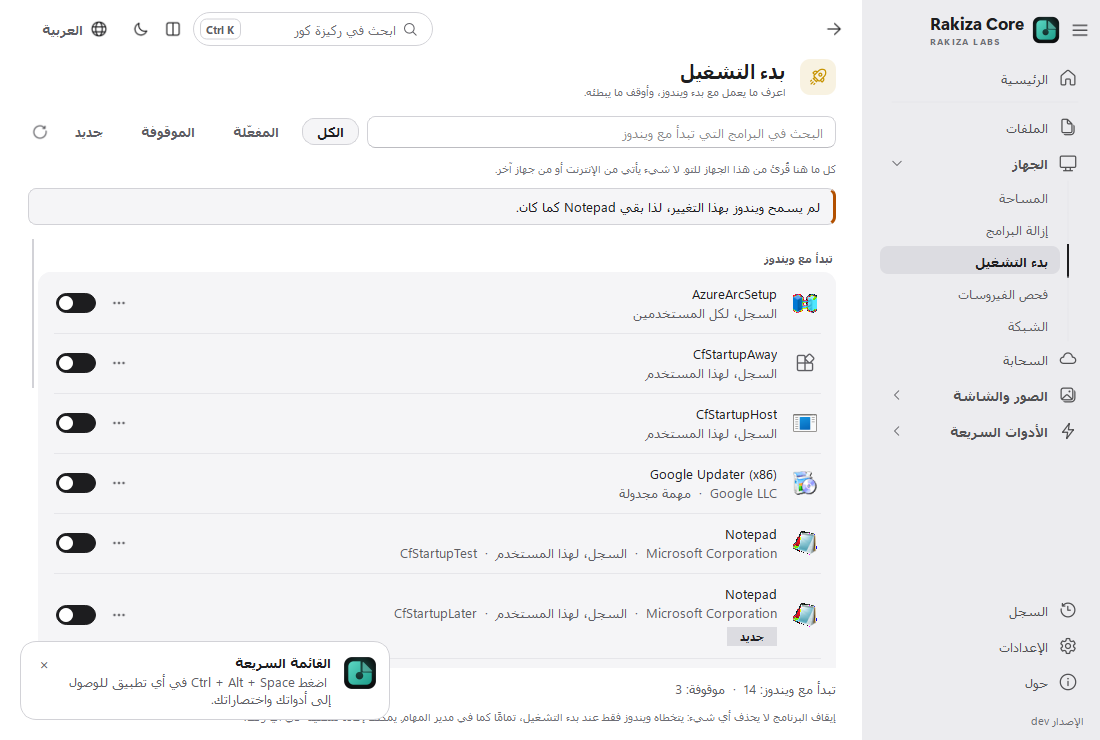 Rakiza Core
RAKIZA LABS
الرئيسية
الملفات
الجهاز
المساحة
إزالة البرامج
بدء التشغيل
فحص الفيروسات
الشبكة
السحابة
الصور والشاشة
الأدوات السريعة
السجل
الإعدادات
حول
الإصدار dev
ابحث في ركيزة كور
Ctrl K
العربية
بدء التشغيل
اعرف ما يعمل مع بدء ويندوز، وأوقف ما يبطئه.
البحث في البرامج التي تبدأ مع ويندوز
الكل
المفعّلة
الموقوفة
جديد
كل ما هنا قُرئ من هذا الجهاز للتو. لا شيء يأتي من الإنترنت أو من جهاز آخر.
لم يسمح ويندوز بهذا التغيير، لذا بقي Notepad كما كان.
تبدأ مع ويندوز
AzureArcSetup
السجل، لكل المستخدمين
CfStartupAway
السجل، لهذا المستخدم
CfStartupHost
السجل، لهذا المستخدم
Google Updater (x86)
Google LLC · مهمة مجدولة
Notepad
Microsoft Corporation · السجل، لهذا المستخدم · CfStartupTest
Notepad
Microsoft Corporation · السجل، لهذا المستخدم · CfStartupLater
جديد
تبدأ مع ويندوز: 14 · موقوفة: 3
إيقاف البرنامج لا يحذف أي شيء: يتخطاه ويندوز فقط عند بدء التشغيل، تمامًا كما في مدير المهام.
القائمة السريعة
اضغط Ctrl + Alt + Space في أي تطبيق للوصول
إلى أدواتك واختصاراتك.